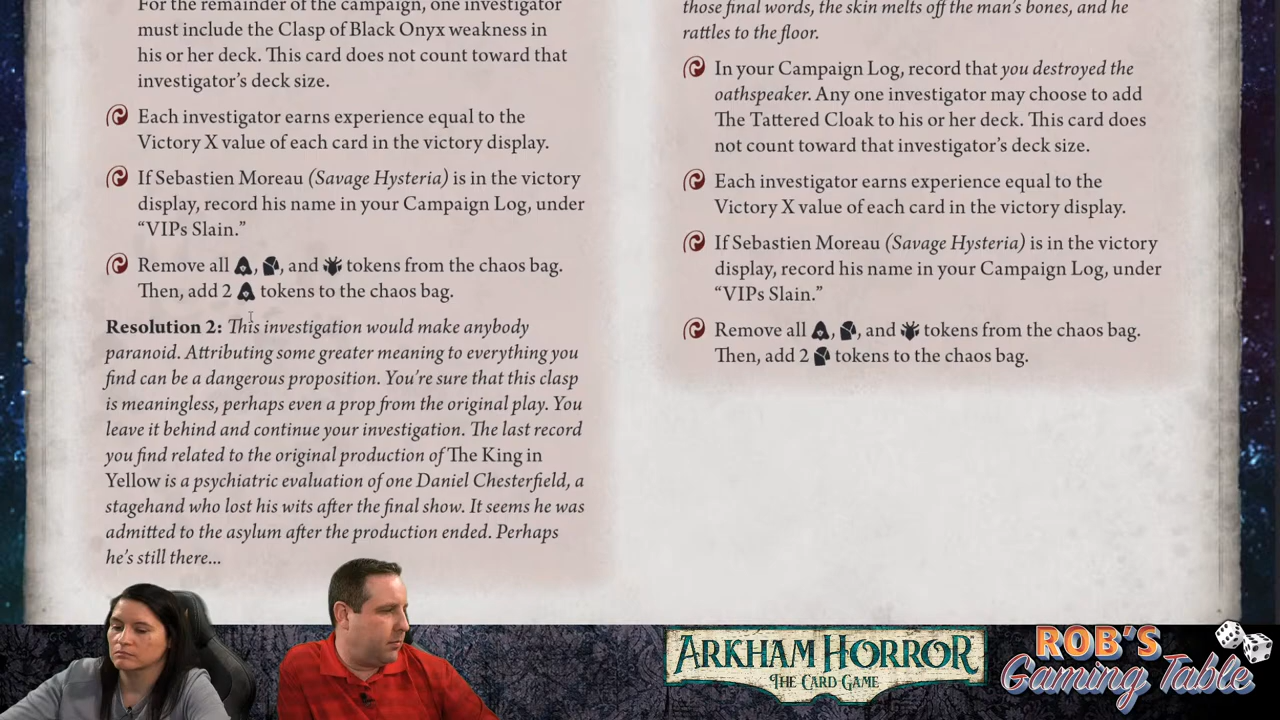 For the remainder of the campaign, one investigator
must include the Clasp of Black Onyx weakness in
his or her deck. This card does not count toward that
investigator's deck size.
Each investigator earns experience equal to the
Victory X value of each card in the victory display.
If Sebastien Moreau (Savage Hysteria) is in the victory
display, record his name in your Campaign Log, under
“VIPs Slain.”
Remove all , , and tokens from the chaos bag.
Then, add 2 tokens to the chaos bag.
Resolution 2: This investigation would make anybody
paranoid. Attributing some greater meaning to everything you
find can be a dangerous proposition. You're sure that this clasp
is meaningless, perhaps even a prop from the original play. You
leave it behind and continue your investigation. The last record
you find related to the original production of The King in
Yellow is a psychiatric evaluation of one Daniel Chesterfield, a
stagehand who lost his wits after the final show. It seems he was
admitted to the asylum after the production ended. Perhaps
he's still there...
those final words, the skin melts off the man's bones, and he
rattles to the floor.
In your Campaign Log, record that you destroyed the
oathspeaker. Any one investigator may choose to add
The Tattered Cloak to his or her deck. This card does
not count toward that investigator's deck size.
Each investigator earns experience equal to the
Victory X value of each card in the victory display.
If Sebastien Moreau (Savage Hysteria) is in the victory
display, record his name in your Campaign Log, under
“VIPs Slain.”
Remove all , , and tokens from the chaos bag.
Then, add 2 tokens to the chaos bag.
ARKHAM HORROR
THE CARD GAME
ROB'S
Gaming Table